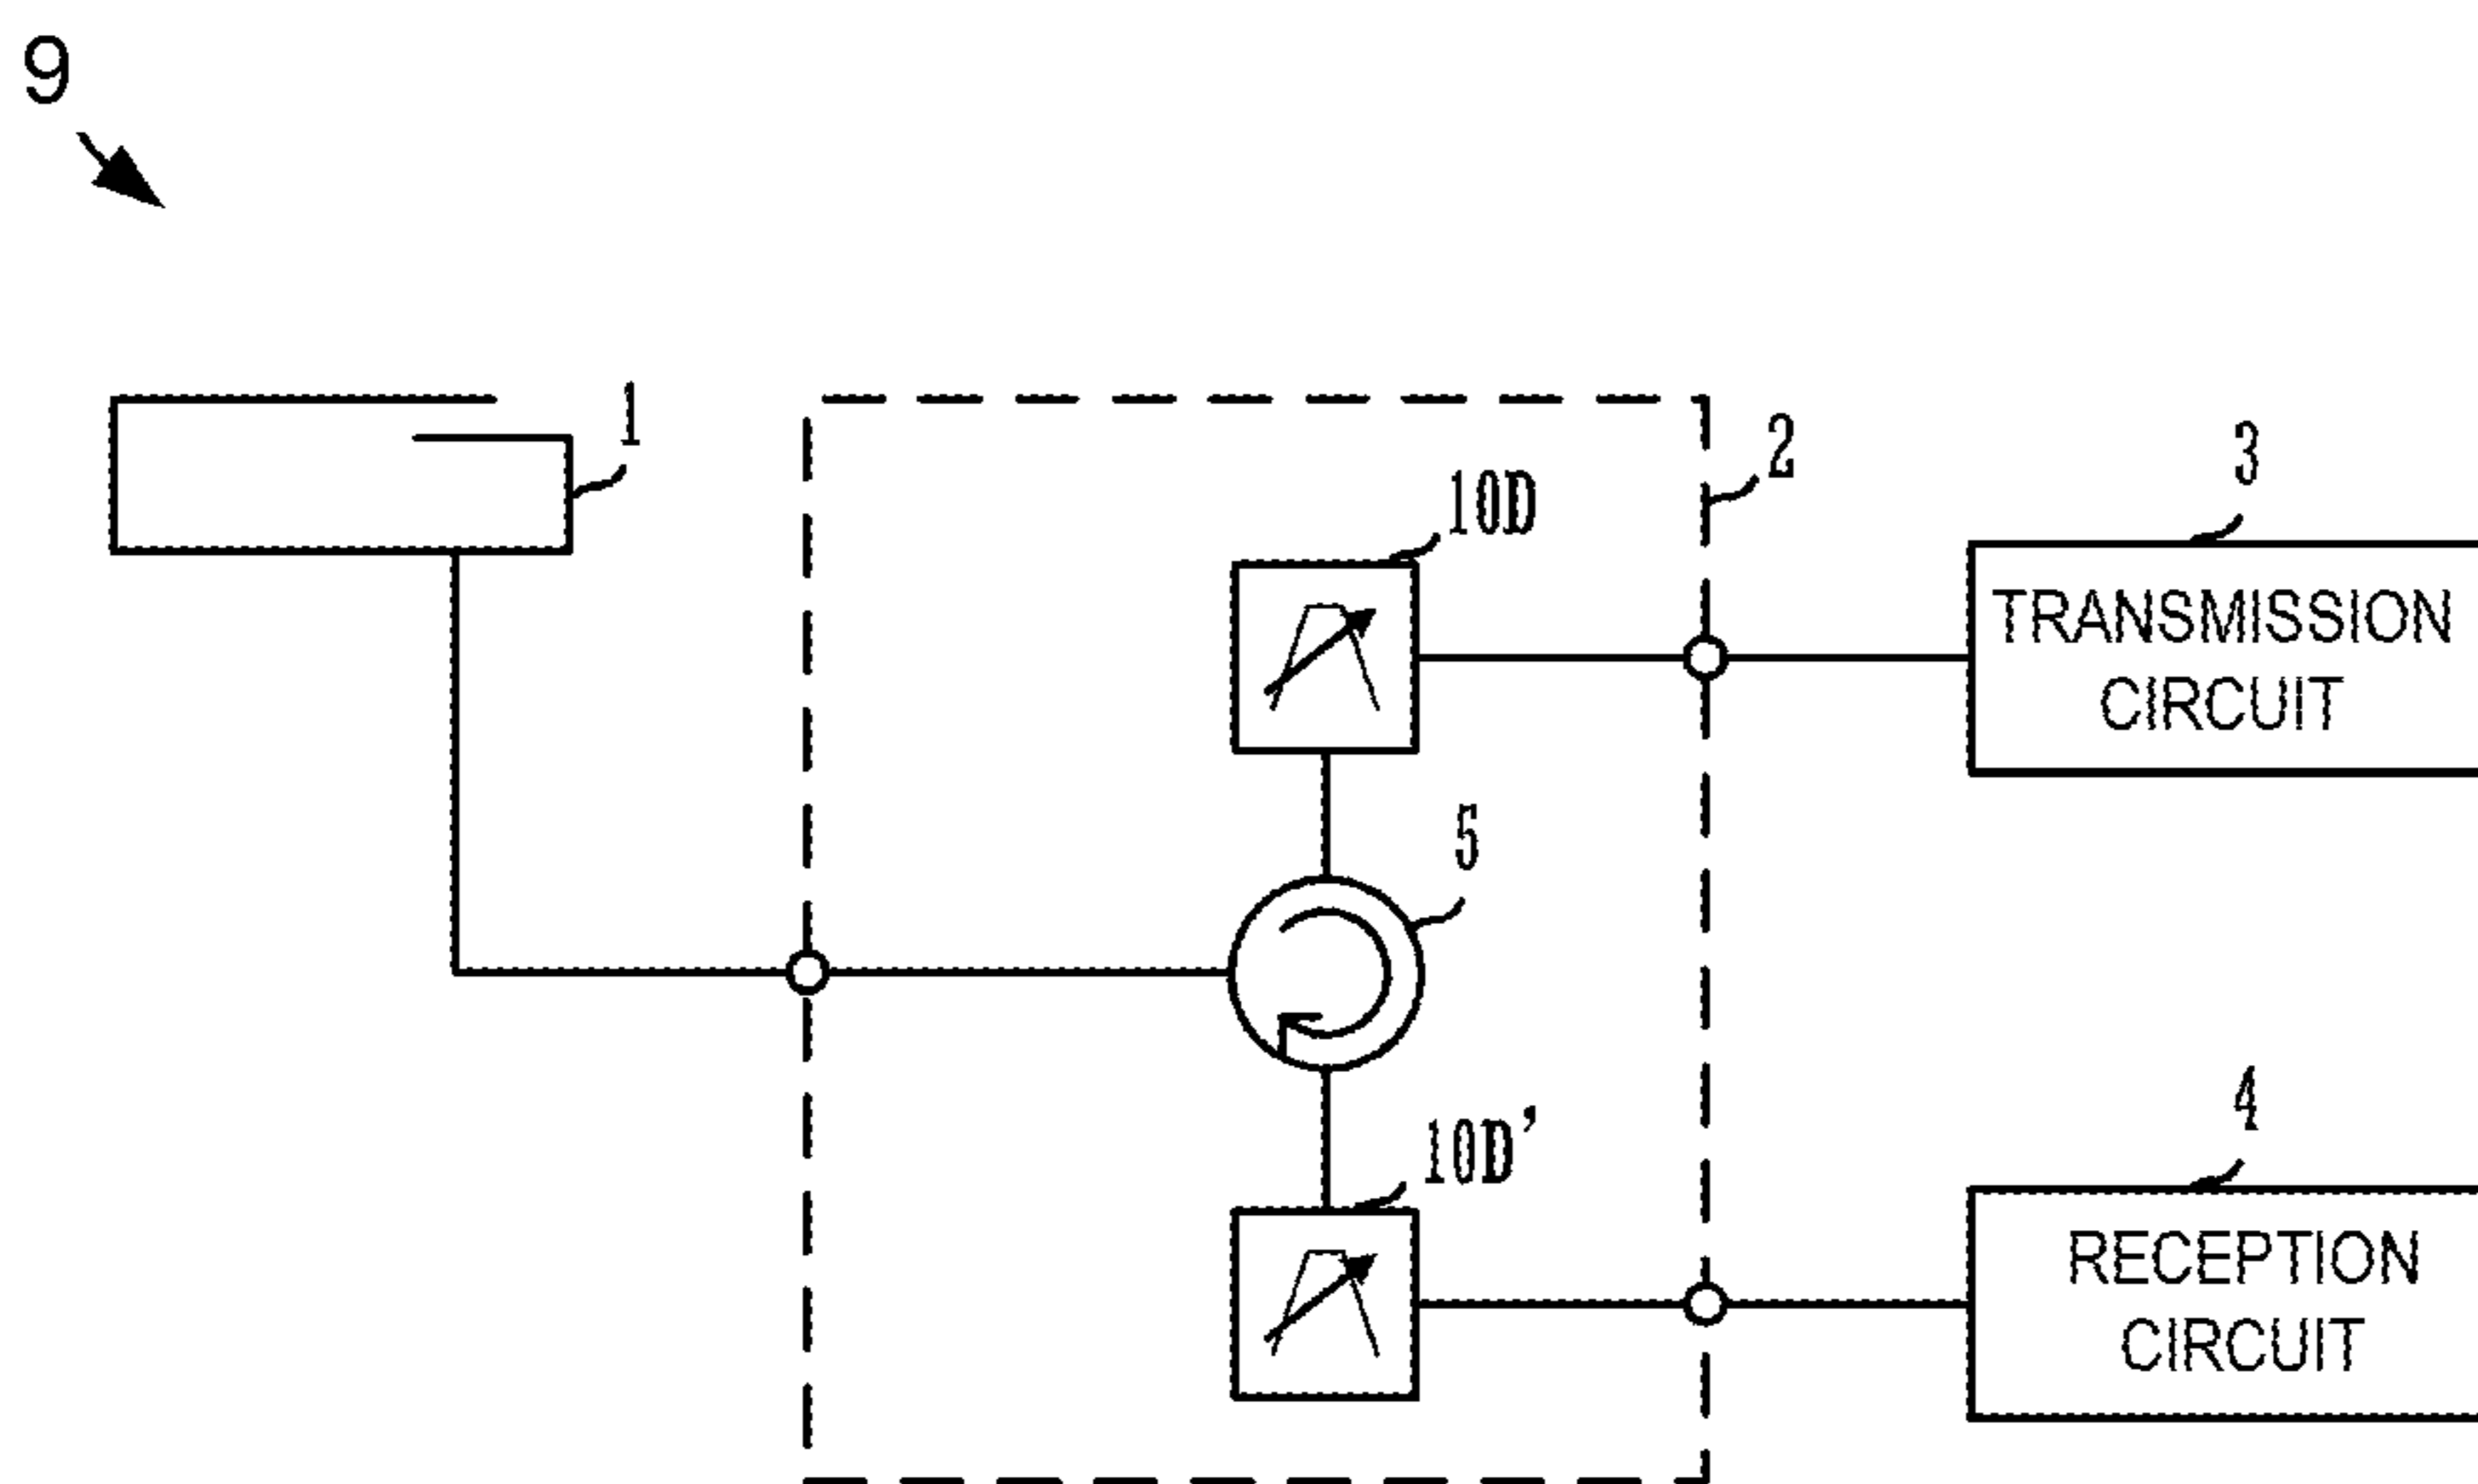 9
1
2
10D
3
TRANSMISSION
CIRCUIT
5
10D'
4
RECEPTION
CIRCUIT